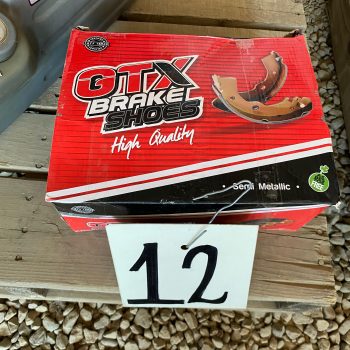 GTX
BRAKE
SHOES
High Quality
• Semi Metallic •
12